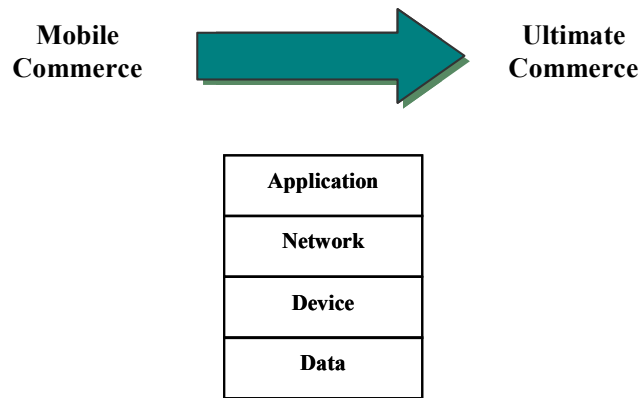 Mobile
Commerce
Ultimate
Commerce
Application
Network
Device
Data